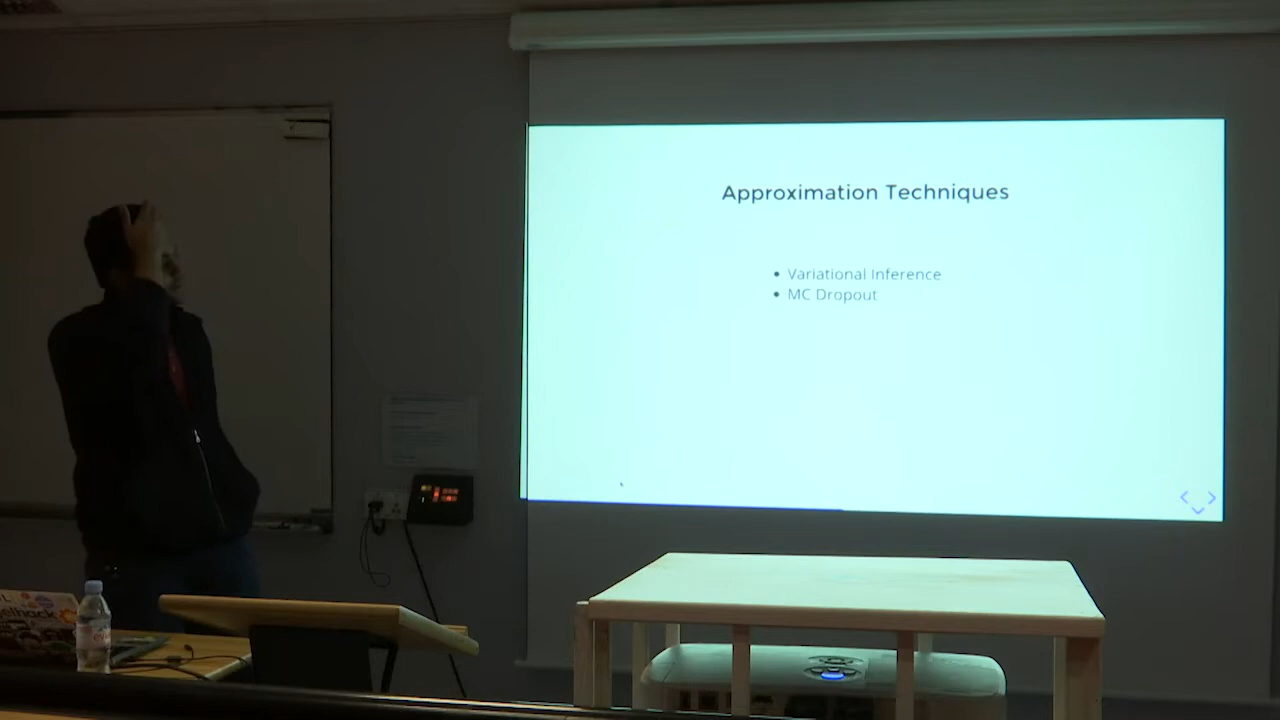 Approximation Techniques
Variational Inference
MC Dropout